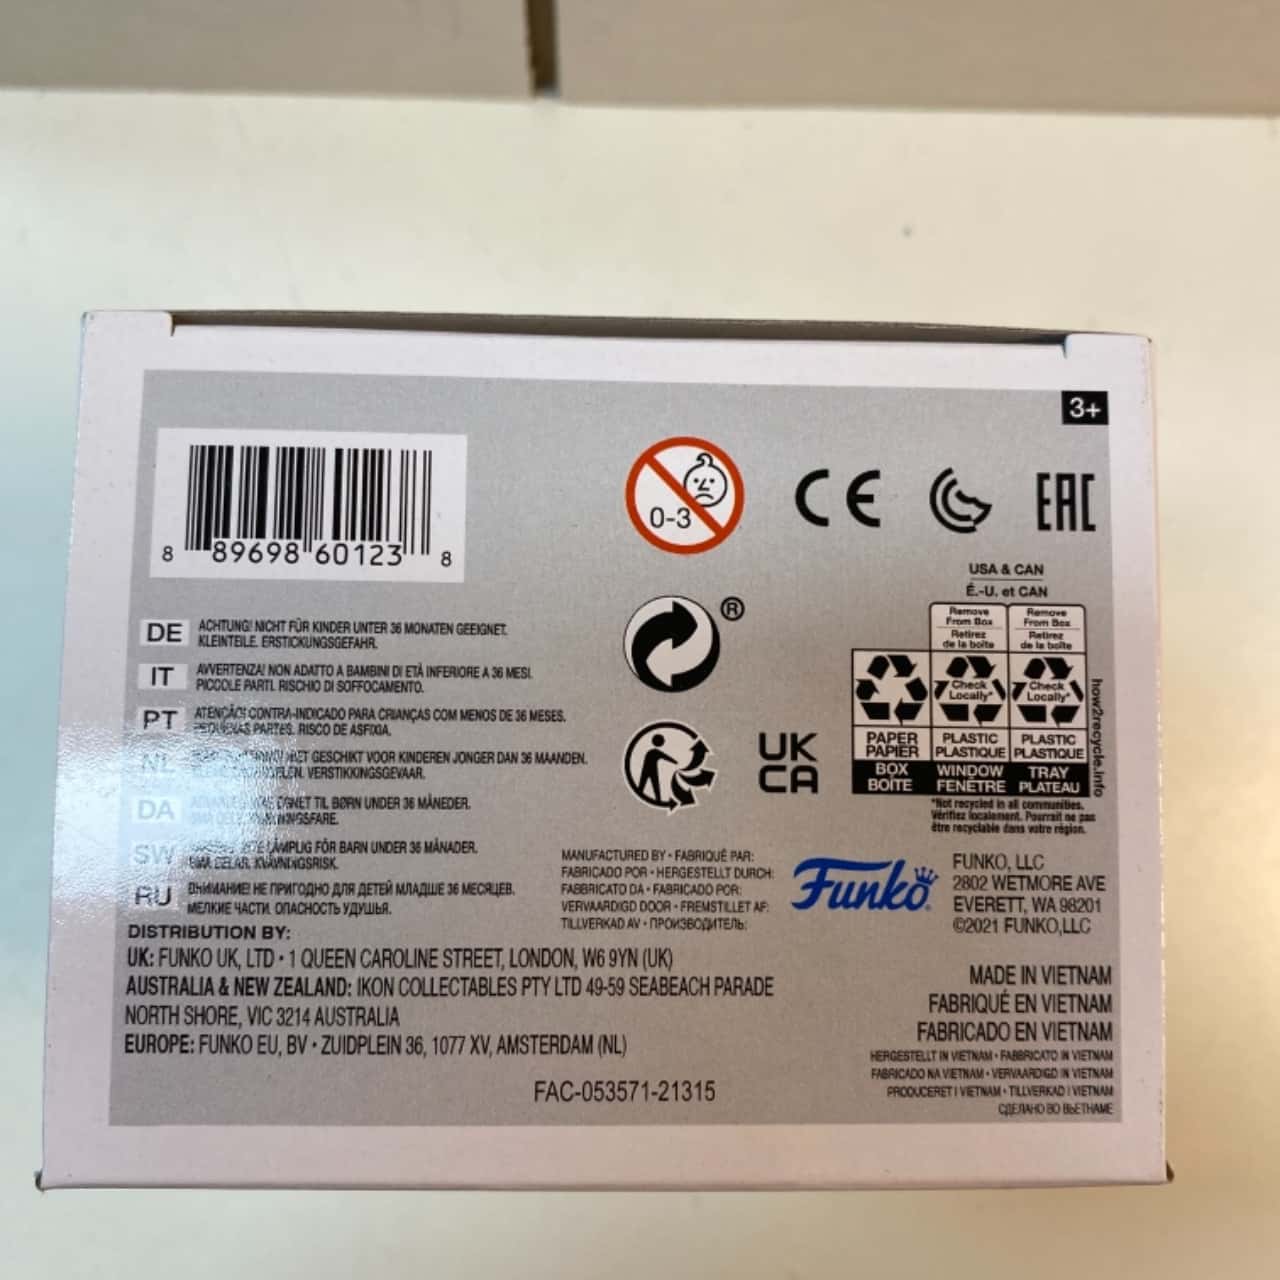 3+
8 89698 60123 8
0-3
CE
EAC
®
UK
CA
USA & CAN
É.-U. et CAN
Remove
From Box
Retirez
de la boîte
Remove
From Box
Retirez
de la boîte
Check
Locally*
Check
Locally*
PAPER
PAPIER
PLASTIC
PLASTIQUE
PLASTIC
PLASTIQUE
BOX
BOÎTE
WINDOW
FENÊTRE
TRAY
PLATEAU
how2recycle.info
*Not recycled in all communities.
Vérifiez localement. Pourrait ne pas
être recyclable dans votre région.
DE ACHTUNG! NICHT FÜR KINDER UNTER 36 MONATEN GEEIGNET.
KLEINTEILE. ERSTICKUNGSGEFAHR.
IT AVVERTENZA! NON ADATTO A BAMBINI DI ETÀ INFERIORE A 36 MESI.
PICCOLE PARTI. RISCHIO DI SOFFOCAMENTO.
PT ATENÇÃO! CONTRA-INDICADO PARA CRIANÇAS COM MENOS DE 36 MESES.
PEQUENAS PARTES. RISCO DE ASFIXIA.
NL NIET GESCHIKT VOOR KINDEREN JONGER DAN 36 MAANDEN.
VERSTIKKINGSGEVAAR.
DA EGNET TIL BØRN UNDER 36 MÅNEDER.
SW LÄMPLIG FÖR BARN UNDER 36 MÅNADER.
SMÅ DELAR. KVÄVNINGSRISK.
RU ВНИМАНИЕ! НЕ ПРИГОДНО ДЛЯ ДЕТЕЙ МЛАДШЕ 36 МЕСЯЦЕВ.
МЕЛКИЕ ЧАСТИ. ОПАСНОСТЬ УДУШЬЯ.
MANUFACTURED BY • FABRIQUÉ PAR:
FABRICADO POR • HERGESTELLT DURCH:
FABBRICATO DA • FABRICADO POR:
VERVAARDIGD DOOR • FREMSTILLET AF:
TILLVERKAD AV • ПРОИЗВОДИТЕЛЬ:
Funko
FUNKO, LLC
2802 WETMORE AVE
EVERETT, WA 98201
©2021 FUNKO,LLC
DISTRIBUTION BY:
UK: FUNKO UK, LTD • 1 QUEEN CAROLINE STREET, LONDON, W6 9YN (UK)
AUSTRALIA & NEW ZEALAND: IKON COLLECTABLES PTY LTD 49-59 SEABEACH PARADE
NORTH SHORE, VIC 3214 AUSTRALIA
EUROPE: FUNKO EU, BV • ZUIDPLEIN 36, 1077 XV, AMSTERDAM (NL)
MADE IN VIETNAM
FABRIQUÉ EN VIETNAM
FABRICADO EN VIETNAM
HERGESTELLT IN VIETNAM • FABBRICATO IN VIETNAM
FABRICADO NA VIETNAM • VERVAARDIGD IN VIETNAM
PRODUCERET I VIETNAM • TILLVERKAD I VIETNAM
СДЕЛАНО ВО ВЬЕТНАМЕ
FAC-053571-21315